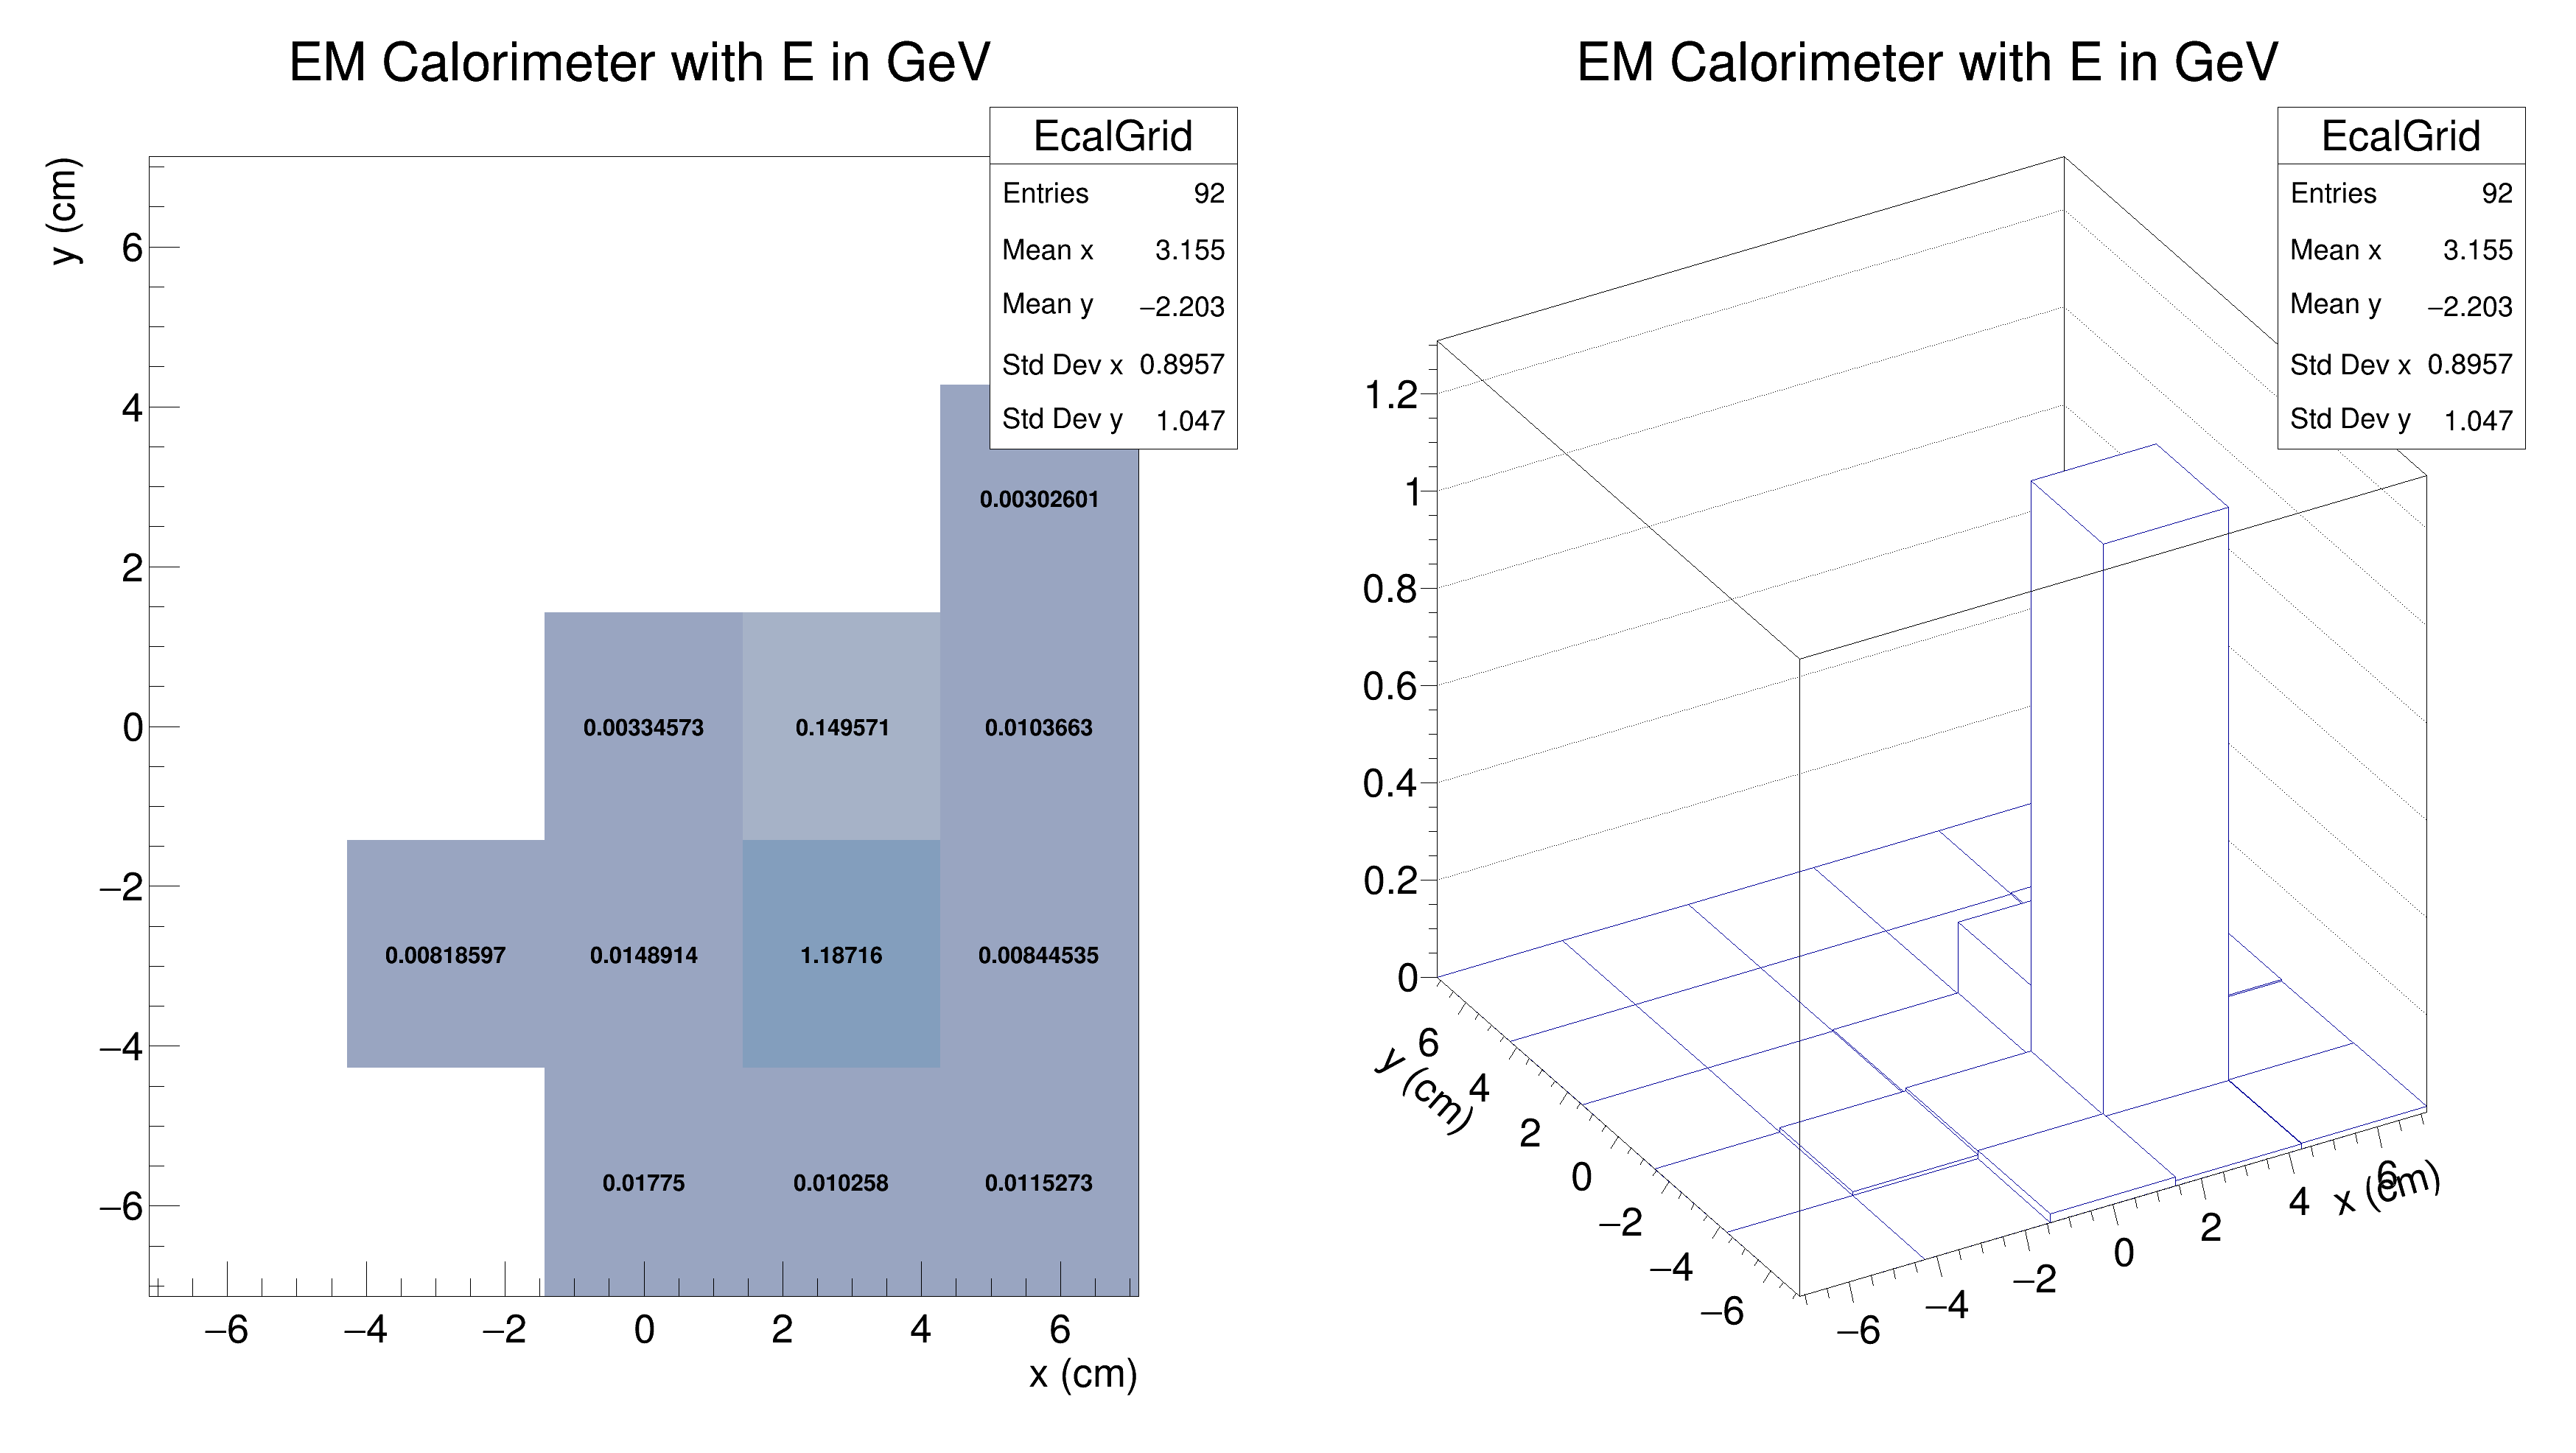 EM Calorimeter with E in GeV
EcalGrid
Entries 92
Mean x 3.155
Mean y −2.203
Std Dev x 0.8957
Std Dev y 1.047
y (cm)
6
4
2
0
−2
−4
−6
0.00302601
0.00334573 0.149571 0.0103663
0.00818597 0.0148914 1.18716 0.00844535
0.01775 0.010258 0.0115273
−6 −4 −2 0 2 4 6
x (cm)
EM Calorimeter with E in GeV
EcalGrid
Entries 92
Mean x 3.155
Mean y −2.203
Std Dev x 0.8957
Std Dev y 1.047
1.2
1
0.8
0.6
0.4
0.2
0
6
4
2
0
−2
−4
−6
y (cm)
−6
−4
−2
0
2
4
6
x (cm)